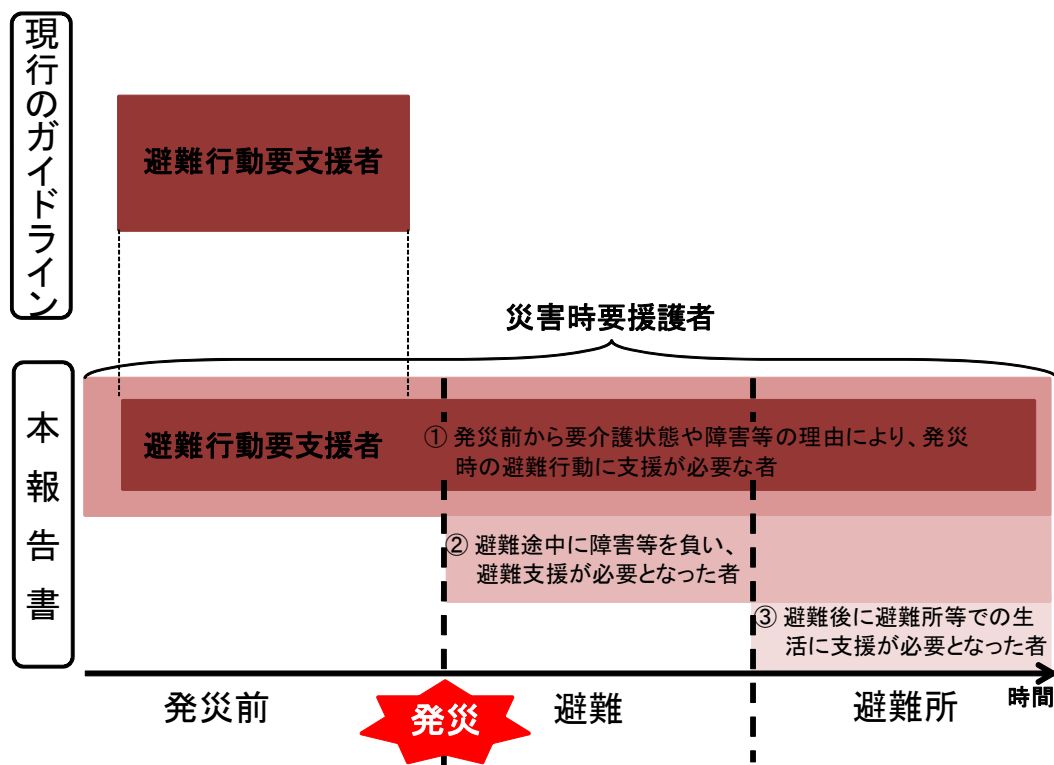 現行のガイドライン
避難行動要支援者
災害時要援護者
本報告書
避難行動要支援者
① 発災前から要介護状態や障害等の理由により、発災
時の避難行動に支援が必要な者
② 避難途中に障害等を負い、
避難支援が必要となった者
③ 避難後に避難所等での生
活に支援が必要となった者
発災前
発災
避難
避難所
時間